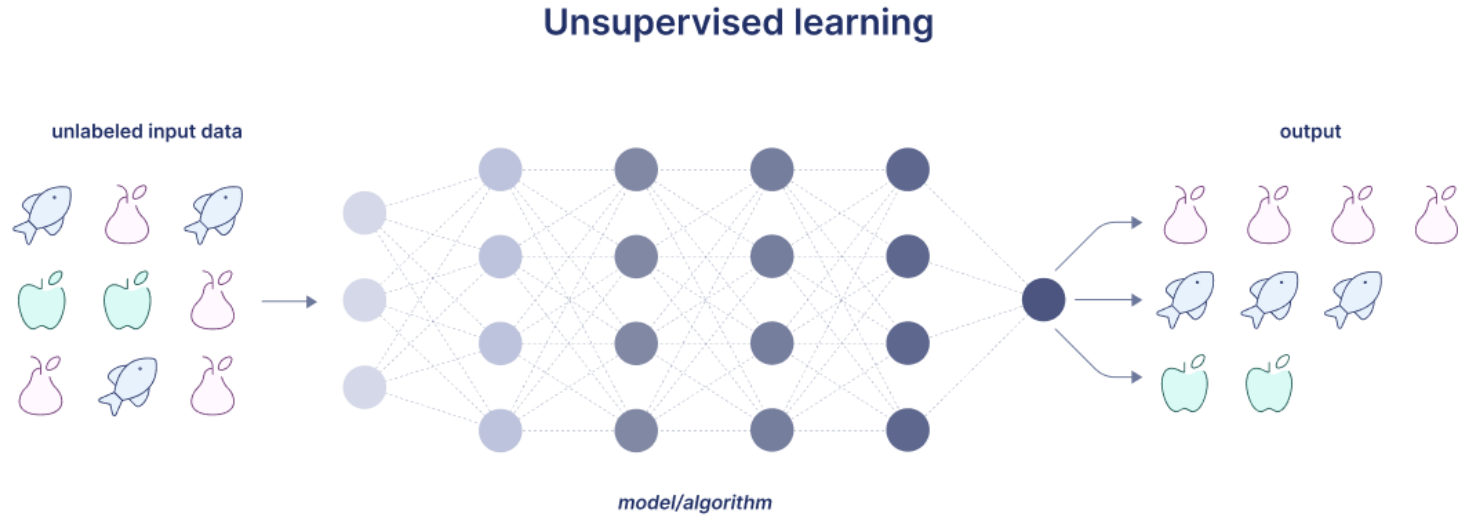 Unsupervised learning
unlabeled input data
output
model/algorithm